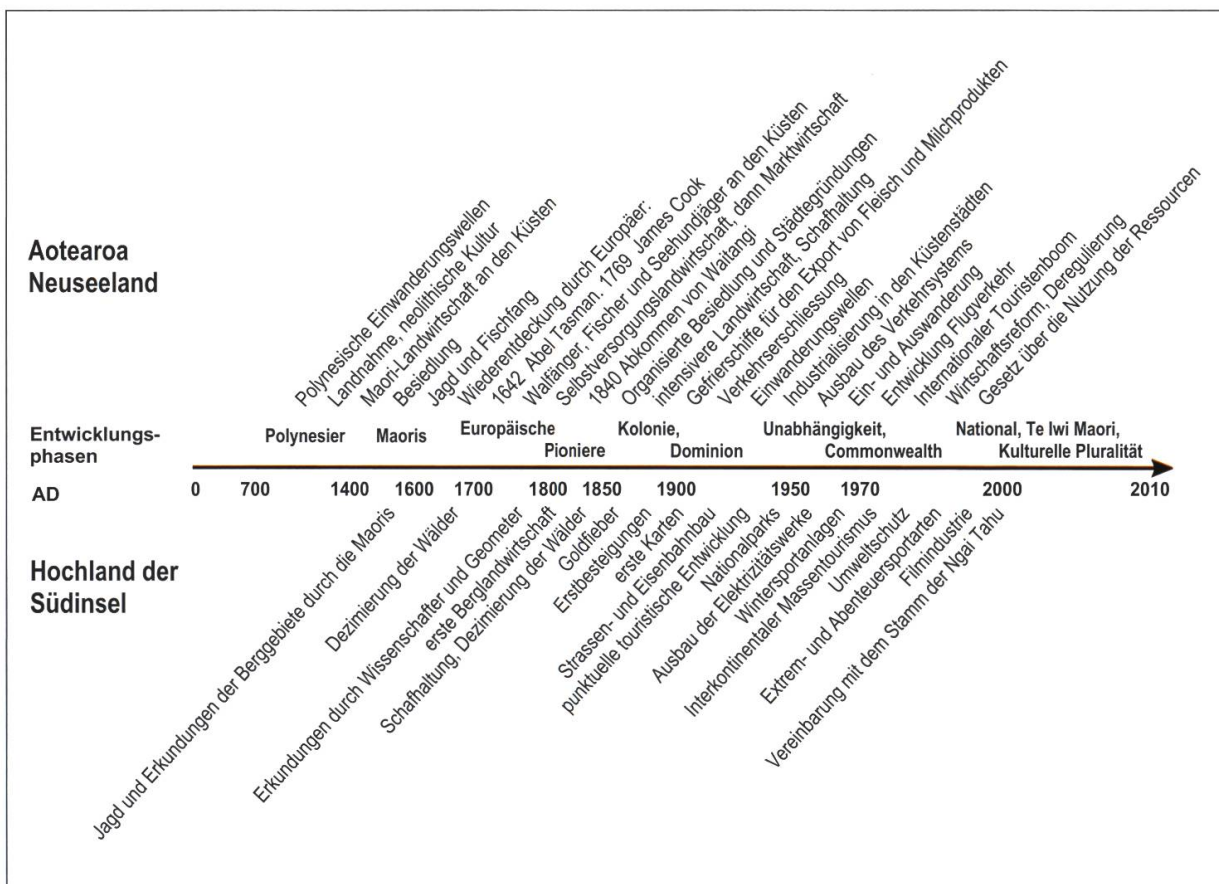 Aotearoa
Neuseeland
Polynesische Einwanderungswellen
Landnahme, neolithische Kultur
Maori-Landwirtschaft an den Küsten
Besiedlung
Jagd und Fischfang
Wiederentdeckung durch Europäer:
1642 Abel Tasman. 1769 James Cook
Walfänger, Fischer und Seehundjäger an den Küsten
Selbstversorgungslandwirtschaft, dann Marktwirtschaft
1840 Abkommen von Waitangi
Organisierte Besiedlung und Städtegründungen
intensivere Landwirtschaft, Schafhaltung
Gefrierschiffe für den Export von Fleisch und Milchprodukten
Verkehrserschliessung
Einwanderungswellen
Industrialisierung in den Küstenstädten
Ausbau des Verkehrsystems
Ein- und Auswanderung
Entwicklung Flugverkehr
Internationaler Touristenboom
Wirtschaftsreform, Deregulierung
Gesetz über die Nutzung der Ressourcen
Entwicklungs-
phasen
Polynesier
Maoris
Europäische
Pioniere
Kolonie,
Dominion
Unabhängigkeit,
Commonwealth
National, Te Iwi Maori,
Kulturelle Pluralität
AD
0 700 1400 1600 1700 1800 1850 1900 1950 1970 2000 2010
Hochland der
Südinsel
Jagd und Erkundungen der Berggebiete durch die Maoris
Dezimierung der Wälder
Erkundungen durch Wissenschafter und Geometer
erste Berglandwirtschaft
Schafhaltung, Dezimierung der Wälder
Goldfieber
Erstbesteigungen
erste Karten
Strassen- und Eisenbahnbau
punktuelle touristische Entwicklung
Nationalparks
Ausbau der Elektrizitätswerke
Wintersportanlagen
Interkontinentaler Massentourismus
Umweltschutz
Extrem- und Abenteuersportarten
Filmindustrie
Vereinbarung mit dem Stamm der Ngai Tahu